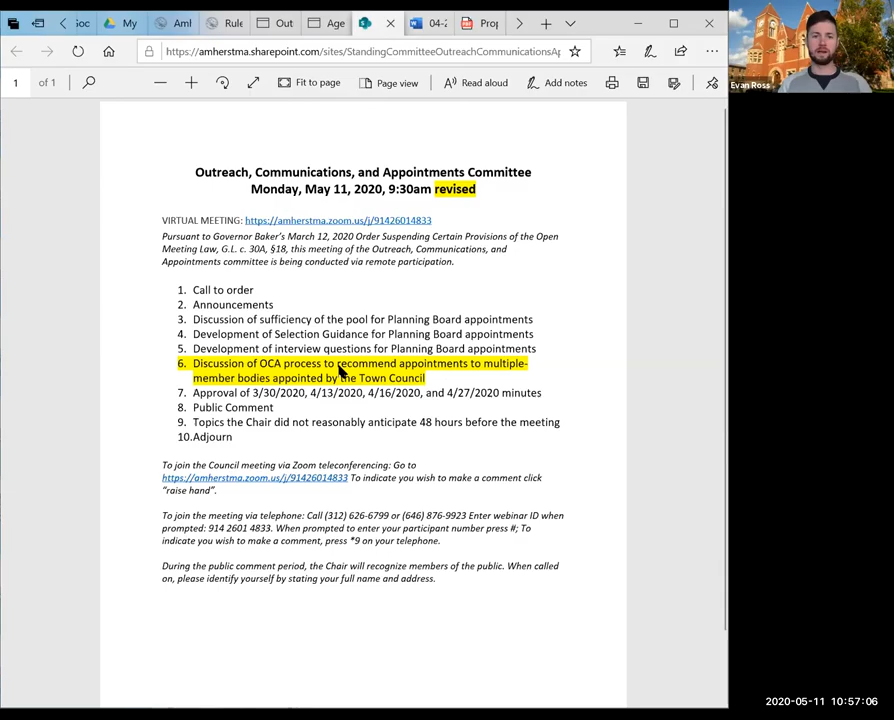 ioc
My
Aml
Rule
Out
Age
04-2
Prop
https://amherstma.sharepoint.com/sites/StandingCommitteeOutreachCommunicationsAp
1 of 1
Fit to page
Page view
Read aloud
Add notes
Evan Ross
Outreach, Communications, and Appointments Committee
Monday, May 11, 2020, 9:30am revised
VIRTUAL MEETING: https://amherstma.zoom.us/j/91426014833
Pursuant to Governor Baker's March 12, 2020 Order Suspending Certain Provisions of the Open
Meeting Law, G.L. c. 30A, §18, this meeting of the Outreach, Communications, and
Appointments committee is being conducted via remote participation.
1. Call to order
2. Announcements
3. Discussion of sufficiency of the pool for Planning Board appointments
4. Development of Selection Guidance for Planning Board appointments
5. Development of interview questions for Planning Board appointments
6. Discussion of OCA process to recommend appointments to multiple-
member bodies appointed by the Town Council
7. Approval of 3/30/2020, 4/13/2020, 4/16/2020, and 4/27/2020 minutes
8. Public Comment
9. Topics the Chair did not reasonably anticipate 48 hours before the meeting
10.Adjourn
To join the Council meeting via Zoom teleconferencing: Go to
https://amherstma.zoom.us/j/91426014833 To indicate you wish to make a comment click
"raise hand".
To join the meeting via telephone: Call (312) 626-6799 or (646) 876-9923 Enter webinar ID when
prompted: 914 2601 4833. When prompted to enter your participant number press #; To
indicate you wish to make a comment, press *9 on your telephone.
During the public comment period, the Chair will recognize members of the public. When called
on, please identify yourself by stating your full name and address.
2020-05-11 10:57:06